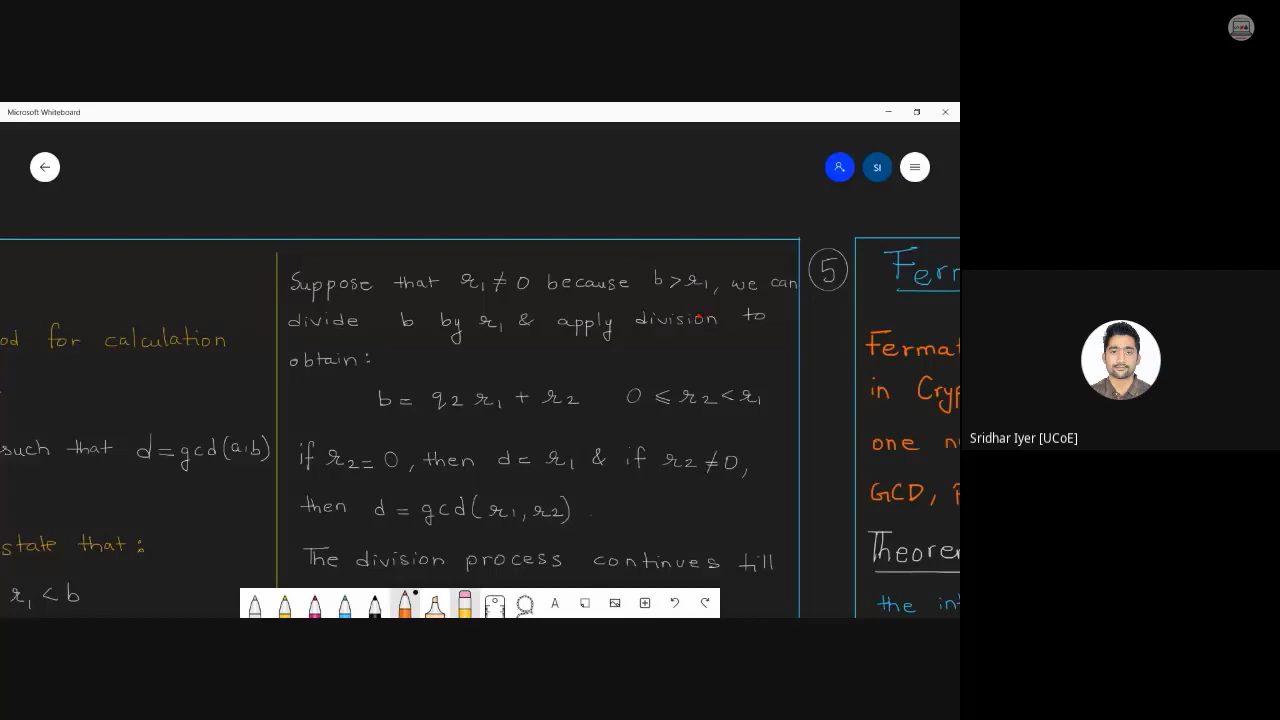 Microsoft Whiteboard
SI
od for calculation
such that d = gcd(a,b)
state that:
r₁ < b
Suppose that r₁ ≠ 0 because b > r₁, we can
divide b by r₁ & apply division to
obtain:
b = q2 r₁ + r2 0 ≤ r2 < r₁
if r2 = 0, then d = r₁ & if r2 ≠ 0,
then d = gcd(r₁, r2)
The division process continues till
A
5
Ferm
Fermat
in Cryp
one n
GCD,
Theorem
the int
Sridhar Iyer [UCoE]